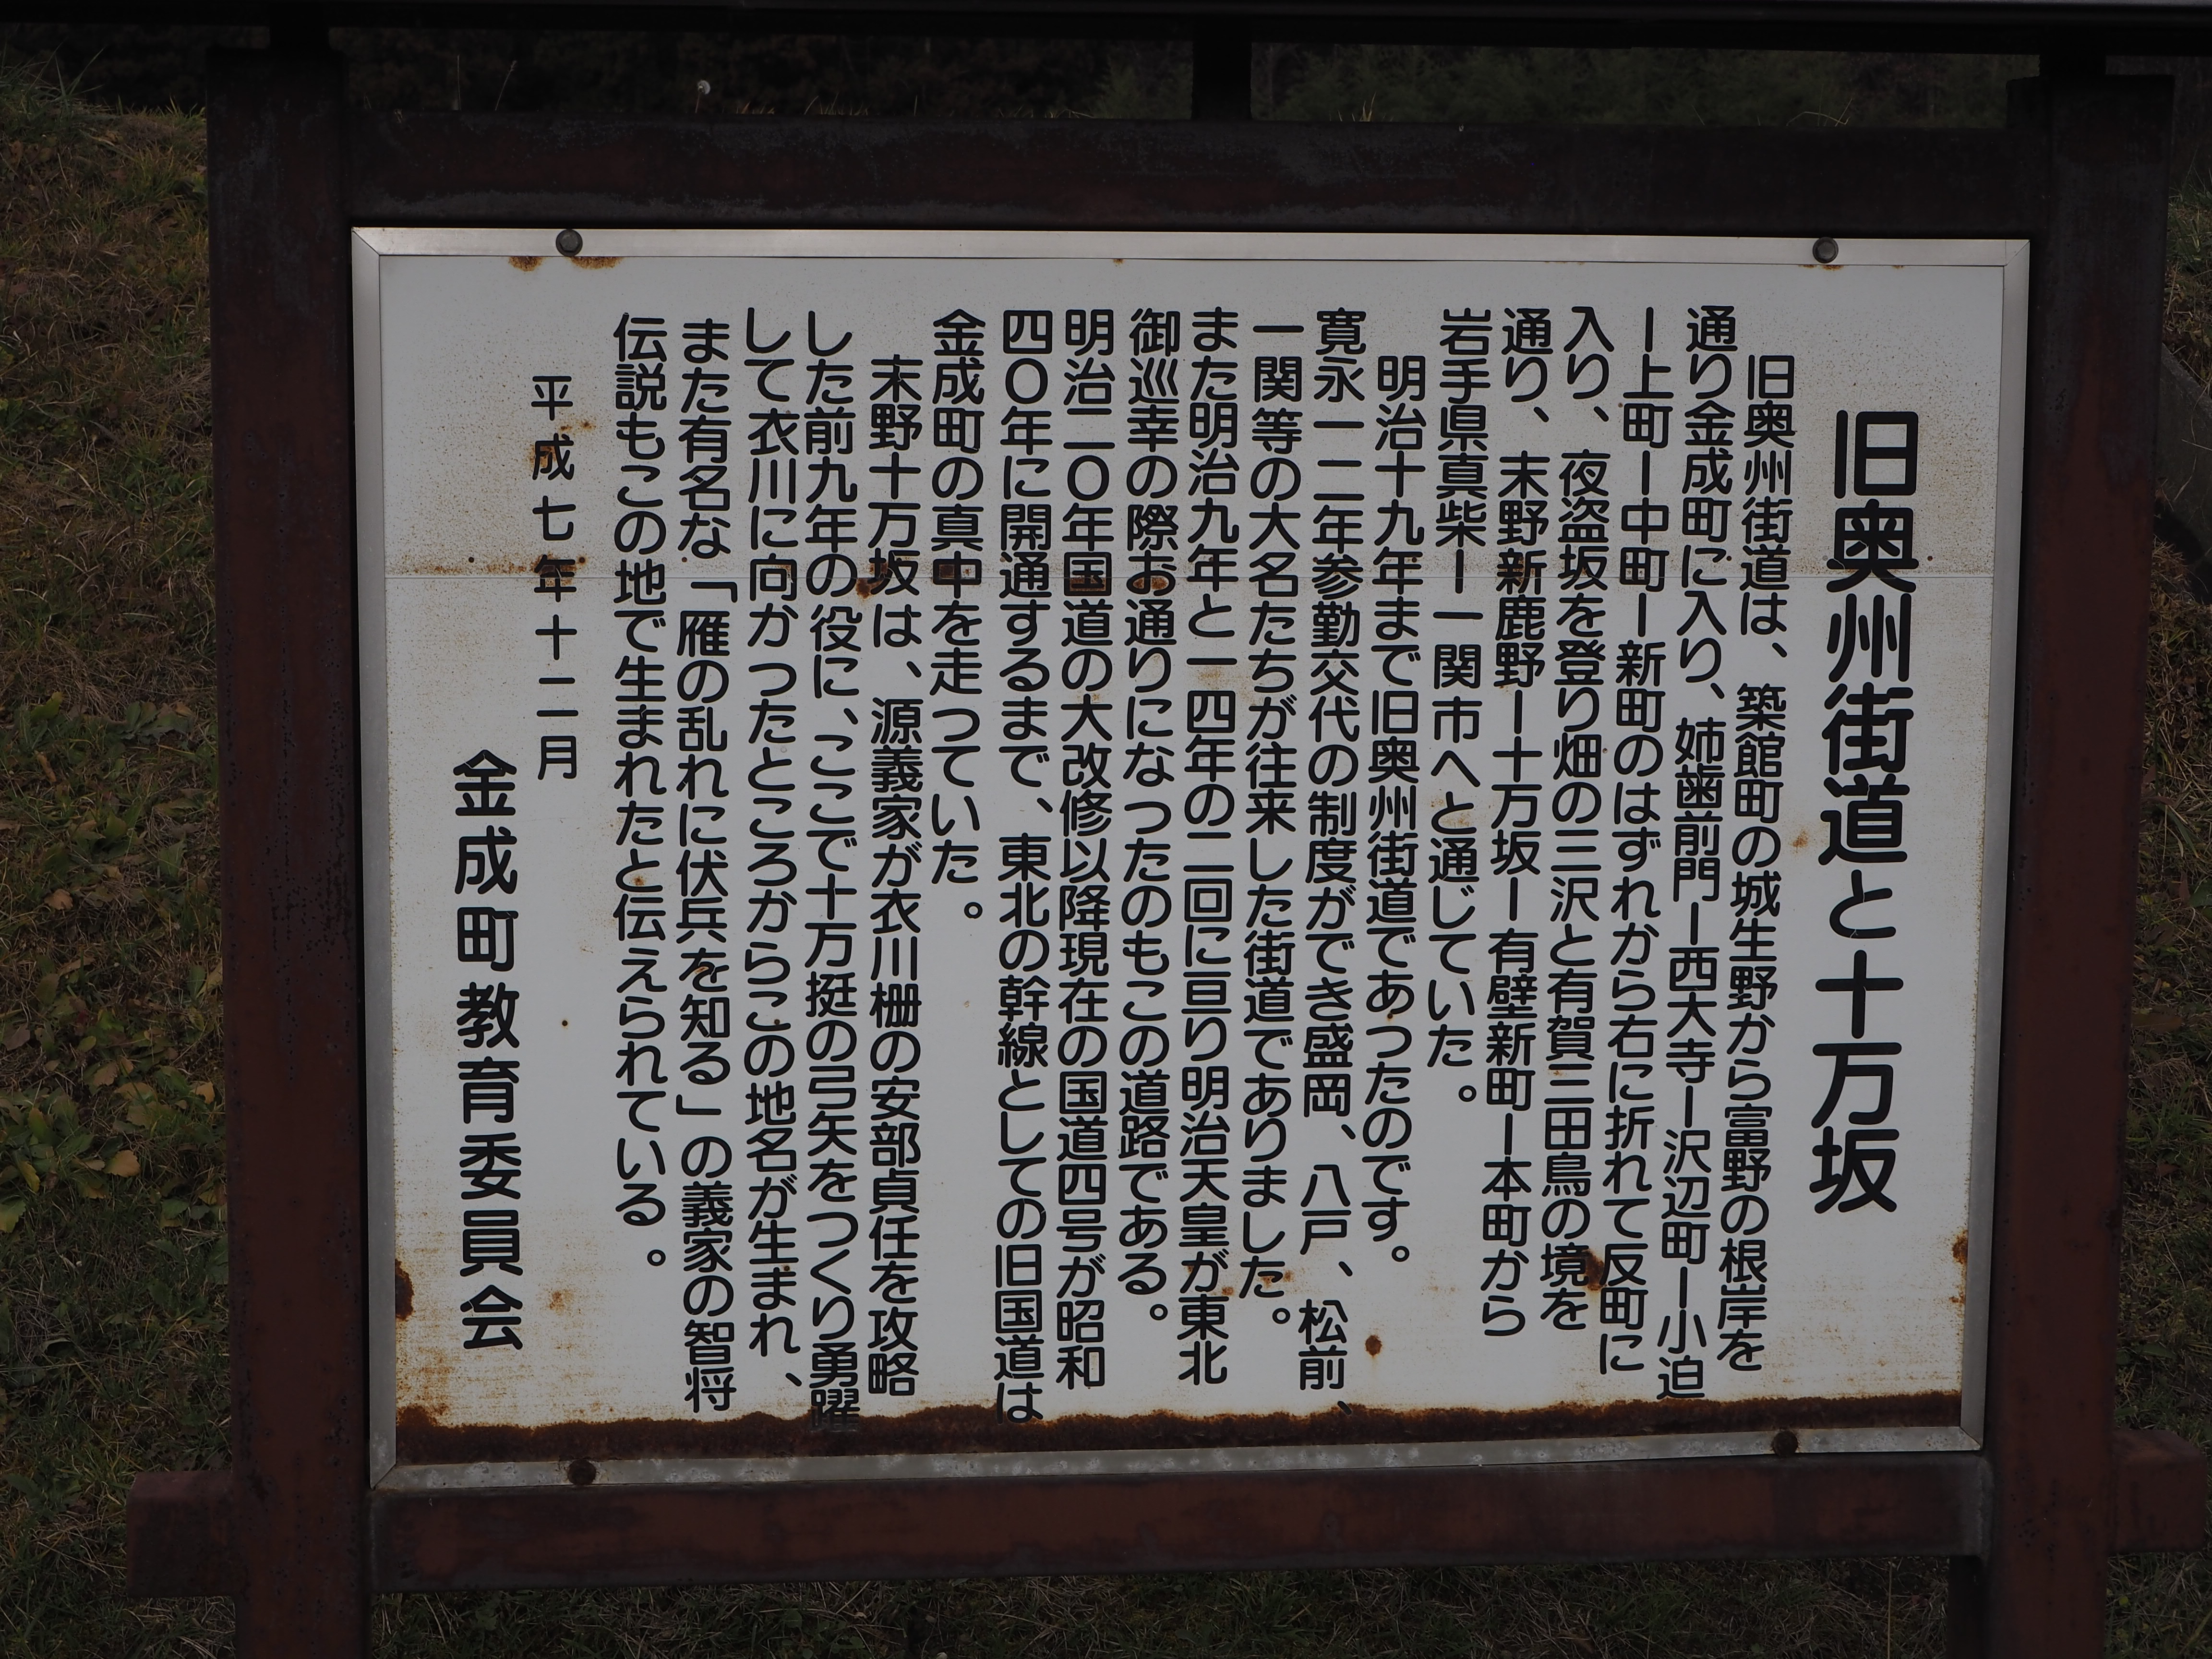 旧奥州街道と十万坂
旧奥州街道は、築館町の城生野から富野の根岸を
通り金成町に入り、姉歯前門ー西大寺ー沢辺町ー小迫
ー上町ー中町ー新町のはずれから右に折れて反町に
入り、夜盗坂を登り畑の三沢と有賀三田鳥の境を
通り、末野新鹿野ー十万坂ー有壁新町ー本町から
岩手県真柴ー一関市へと通じていた。
明治十九年まで旧奥州街道であつたのです。
寛永一二年参勤交代の制度ができ盛岡、八戸、松前、
一関等の大名たちが往来した街道でありました。
また明治九年と一四年の二回に亘り明治天皇が東北
御巡幸の際お通りになつたのもこの道路である。
明治二〇年国道の大改修以降現在の国道四号が昭和
四〇年に開通するまで、東北の幹線としての旧国道は
金成町の真中を走つていた。
末野十万坂は、源義家が衣川柵の安部貞任を攻略
した前九年の役に、ここで十万挺の弓矢をつくり勇躍
して衣川に向かつたところからこの地名が生まれ、
また有名な「雁の乱れに伏兵を知る」の義家の智将
伝説もこの地で生まれたと伝えられている。
平成七年十二月
金成町教育委員会